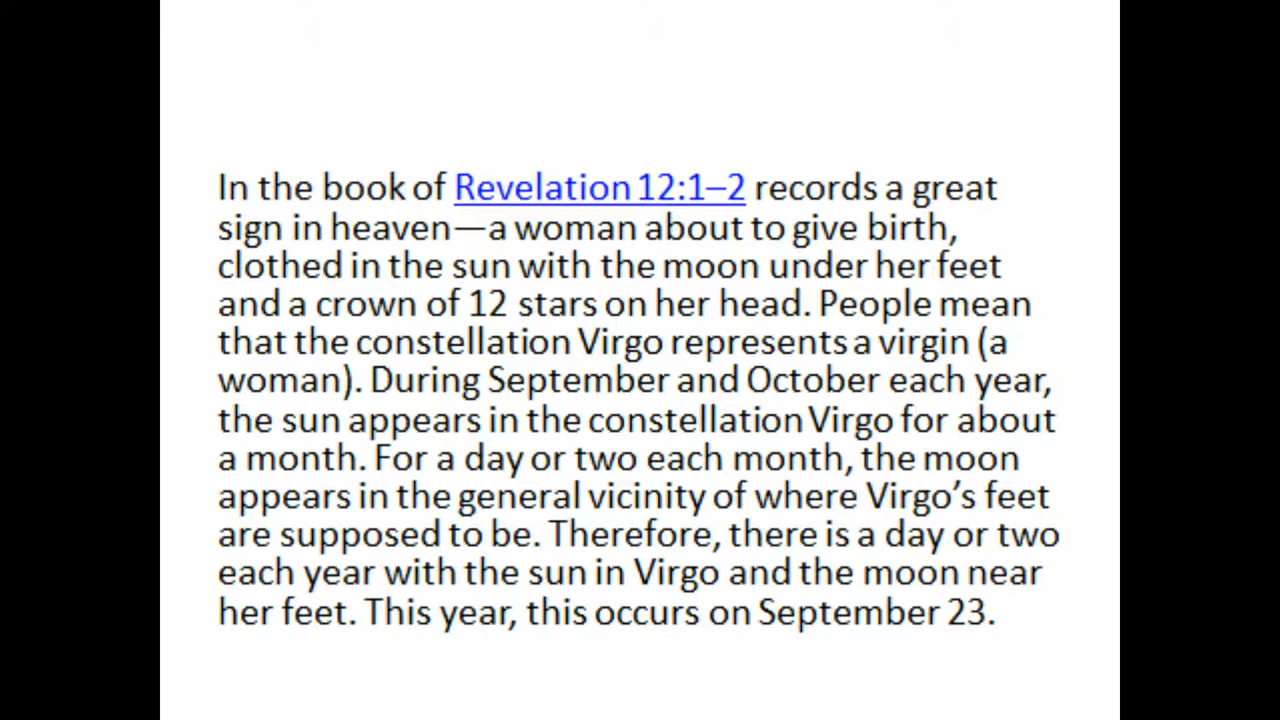 In the book of Revelation 12:1–2 records a great
sign in heaven—a woman about to give birth,
clothed in the sun with the moon under her feet
and a crown of 12 stars on her head. People mean
that the constellation Virgo represents a virgin (a
woman). During September and October each year,
the sun appears in the constellation Virgo for about
a month. For a day or two each month, the moon
appears in the general vicinity of where Virgo’s feet
are supposed to be. Therefore, there is a day or two
each year with the sun in Virgo and the moon near
her feet. This year, this occurs on September 23.